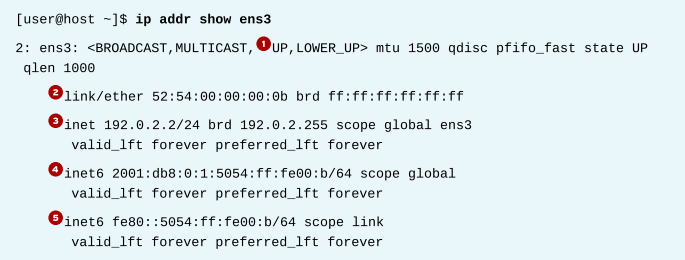 [user@host ~]$ ip addr show ens3
2: ens3: <BROADCAST,MULTICAST,1UP,LOWER_UP> mtu 1500 qdisc pfifo_fast state UP
qlen 1000
2 link/ether 52:54:00:00:00:0b brd ff:ff:ff:ff:ff:ff
3 inet 192.0.2.2/24 brd 192.0.2.255 scope global ens3
valid_lft forever preferred_lft forever
4 inet6 2001:db8:0:1:5054:ff:fe00:b/64 scope global
valid_lft forever preferred_lft forever
5 inet6 fe80::5054:ff:fe00:b/64 scope link
valid_lft forever preferred_lft forever